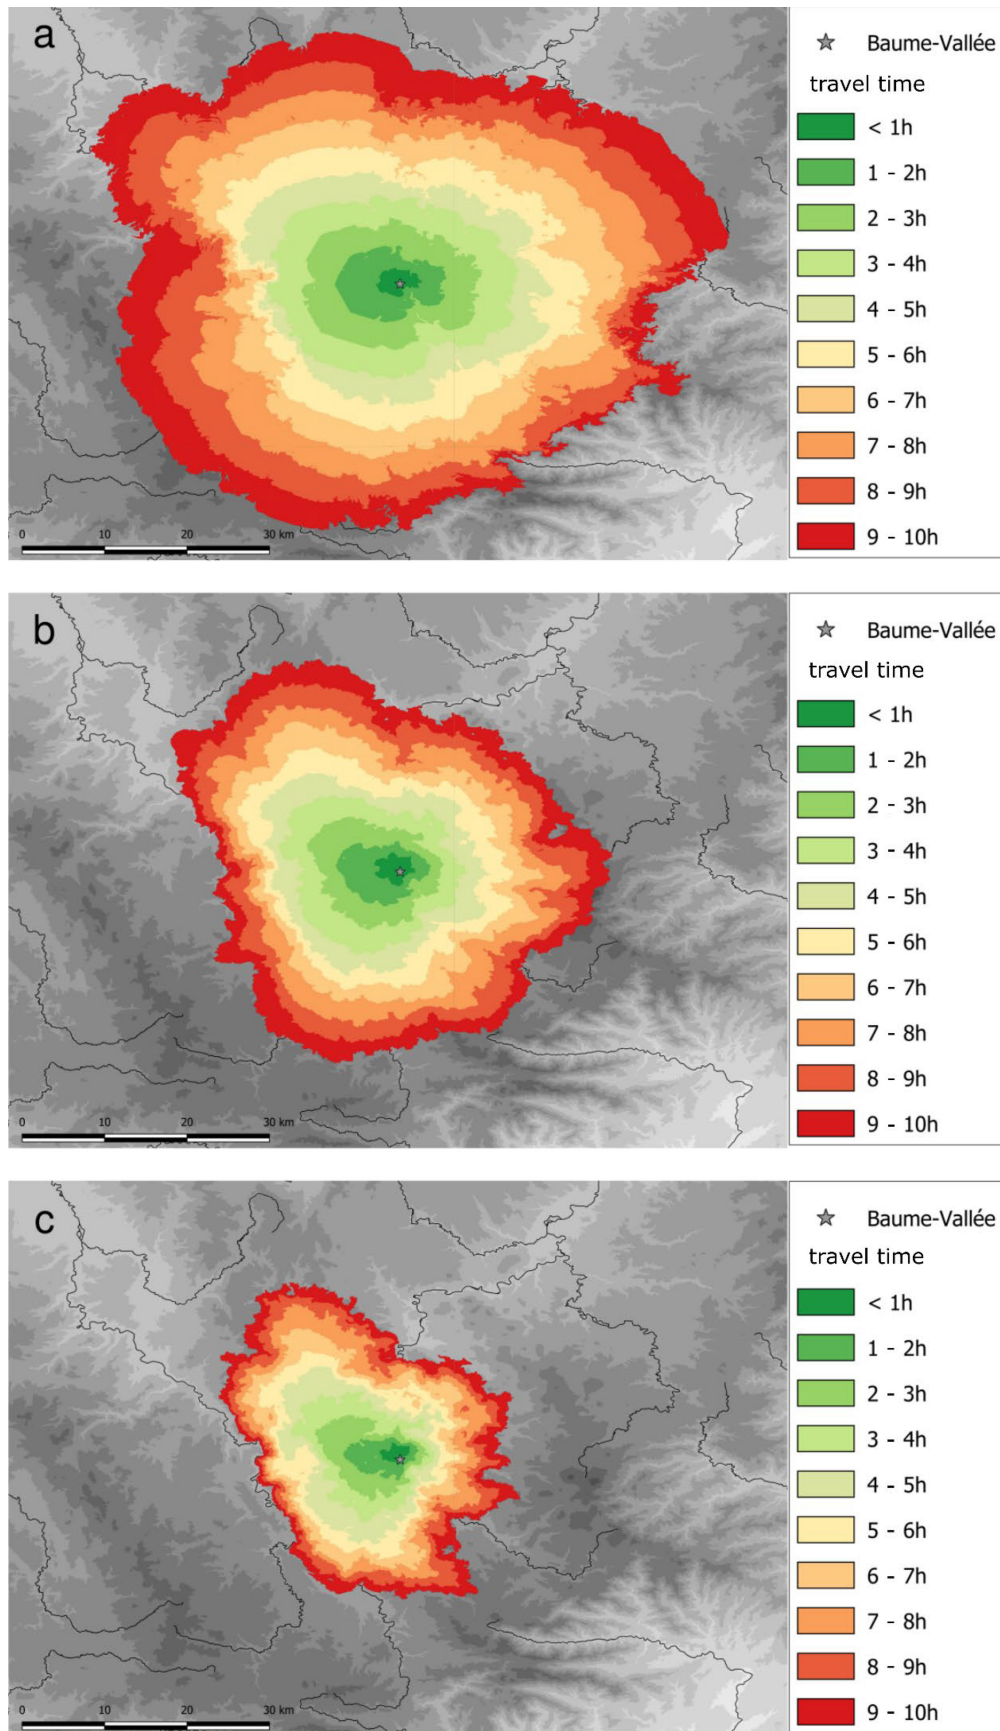 a
Baume-Vallée
travel time
< 1h
1 - 2h
2 - 3h
3 - 4h
4 - 5h
5 - 6h
6 - 7h
7 - 8h
8 - 9h
9 - 10h
0 10 20 30 km
b
Baume-Vallée
travel time
< 1h
1 - 2h
2 - 3h
3 - 4h
4 - 5h
5 - 6h
6 - 7h
7 - 8h
8 - 9h
9 - 10h
0 10 20 30 km
c
Baume-Vallée
travel time
< 1h
1 - 2h
2 - 3h
3 - 4h
4 - 5h
5 - 6h
6 - 7h
7 - 8h
8 - 9h
9 - 10h
0 10 20 30 km